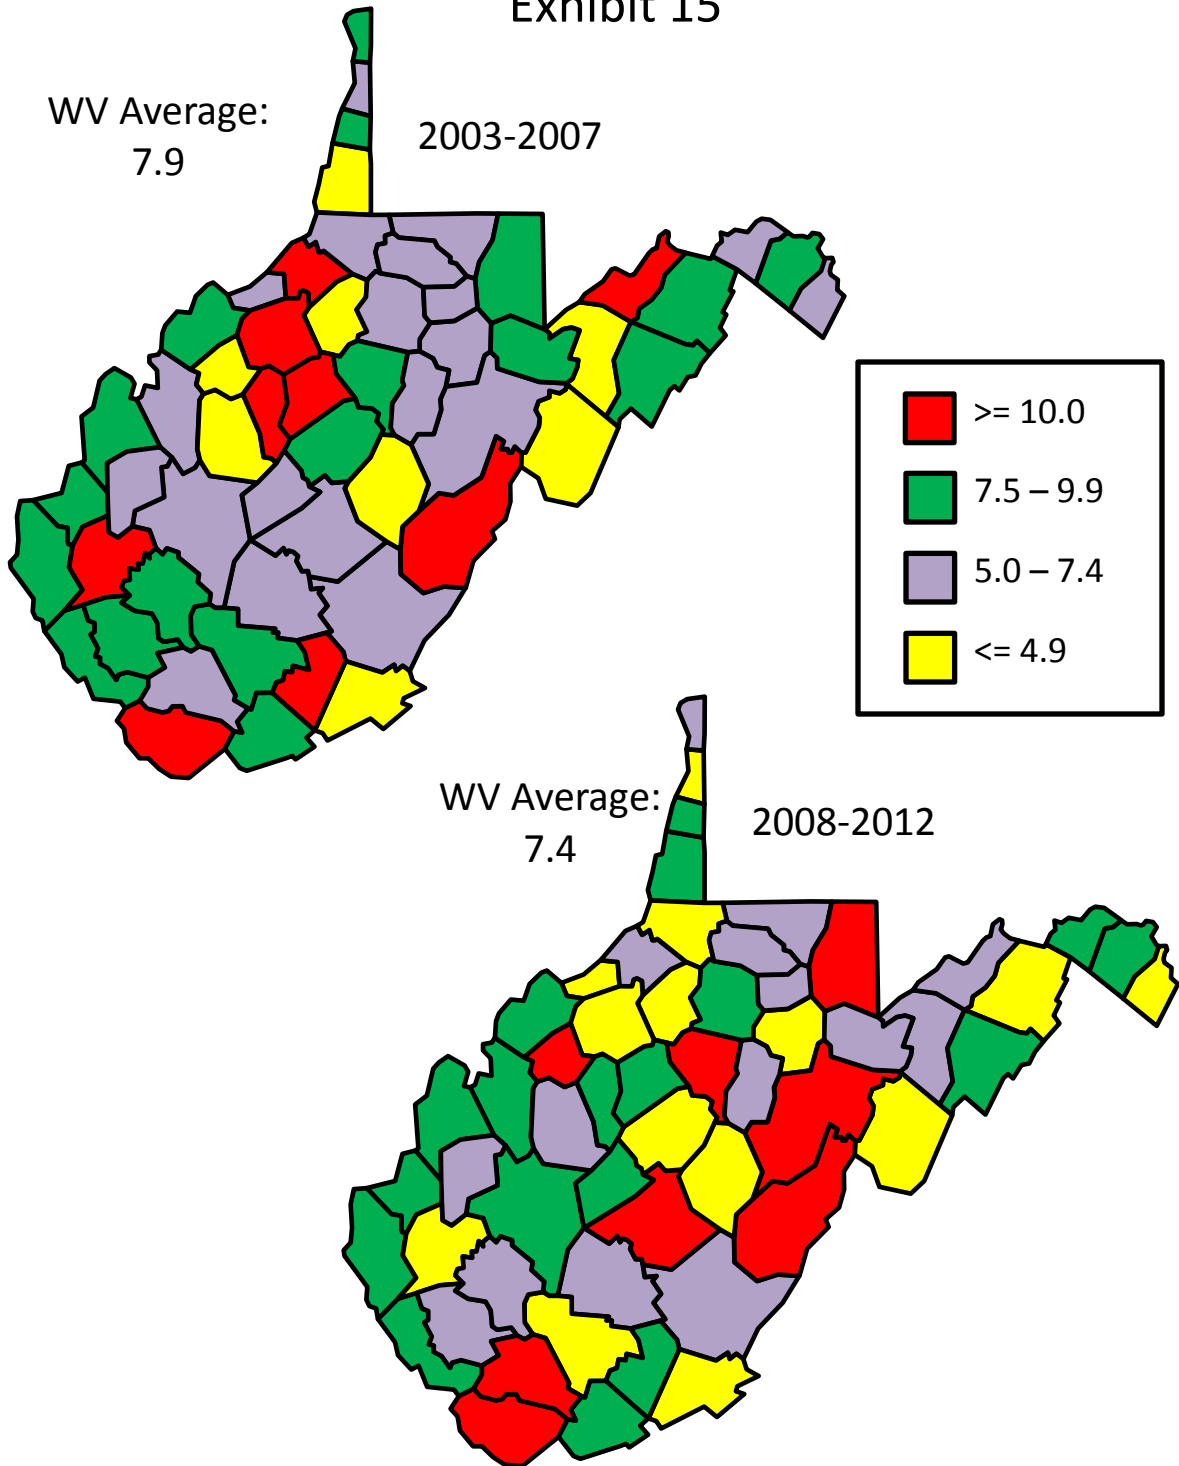 Exhibit 15
WV Average:
7.9
2003-2007
>= 10.0
7.5 – 9.9
5.0 – 7.4
<= 4.9
WV Average:
7.4
2008-2012